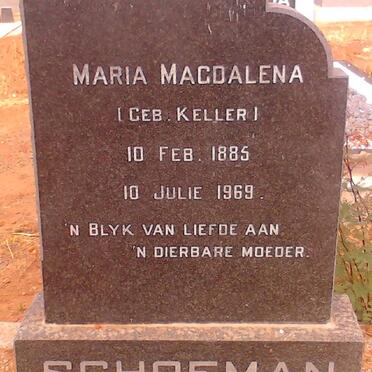 MARIA MAGDALENA
(GEB. KELLER)
10 FEB. 1885
10 JULIE 1969.
'N BLYK VAN LIEFDE AAN
'N DIERBARE MOEDER.
SCHOEMAN